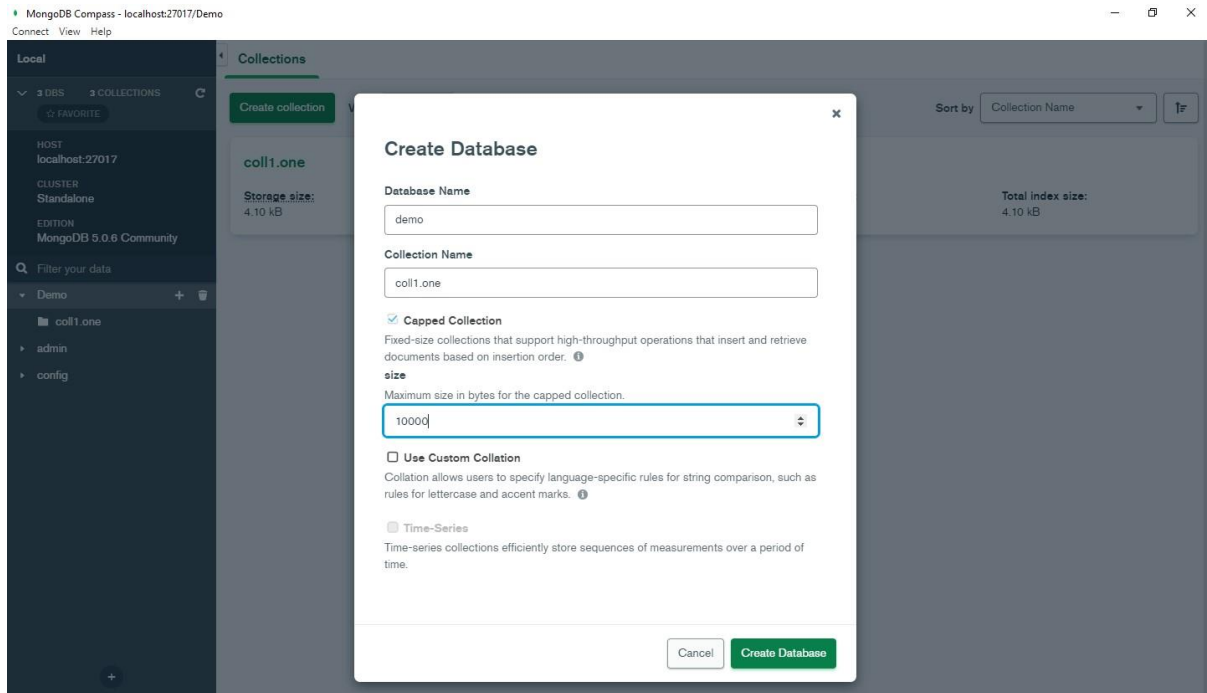 MongoDB Compass - localhost:27017/Demo
Connect View Help
Local
Collections
3 DBS 3 COLLECTIONS
☆ FAVORITE
Create collection
Sort by
Collection Name
HOST
localhost:27017
CLUSTER
Standalone
EDITION
MongoDB 5.0.6 Community
Filter your data
Demo
coll1.one
admin
config
coll1.one
Storage size:
4.10 kB
Total index size:
4.10 kB
Create Database
Database Name
demo
Collection Name
coll1.one
Capped Collection
Fixed-size collections that support high-throughput operations that insert and retrieve
documents based on insertion order.
size
Maximum size in bytes for the capped collection.
10000
Use Custom Collation
Collation allows users to specify language-specific rules for string comparison, such as
rules for lettercase and accent marks.
Time-Series
Time-series collections efficiently store sequences of measurements over a period of
time.
Cancel
Create Database